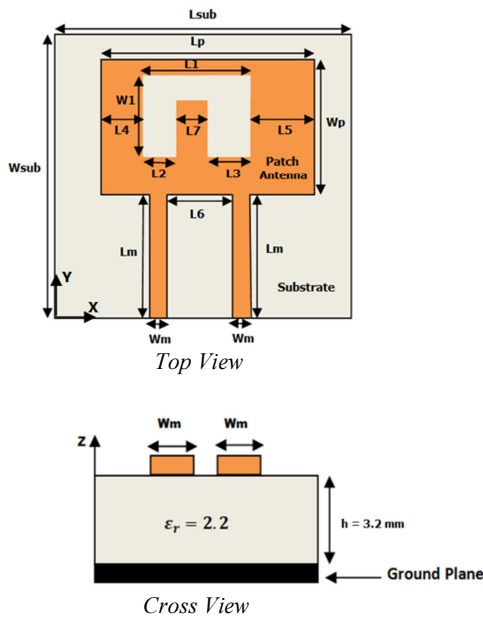 Lsub
Lp
L1
W1
Wp
L4
L7
L5
Wsub
L2
L3
Patch
Antenna
L6
Lm
Lm
Y
Substrate
X
Wm
Wm
Top View
Wm
Wm
Z
εr = 2.2
h = 3.2 mm
Ground Plane
Cross View